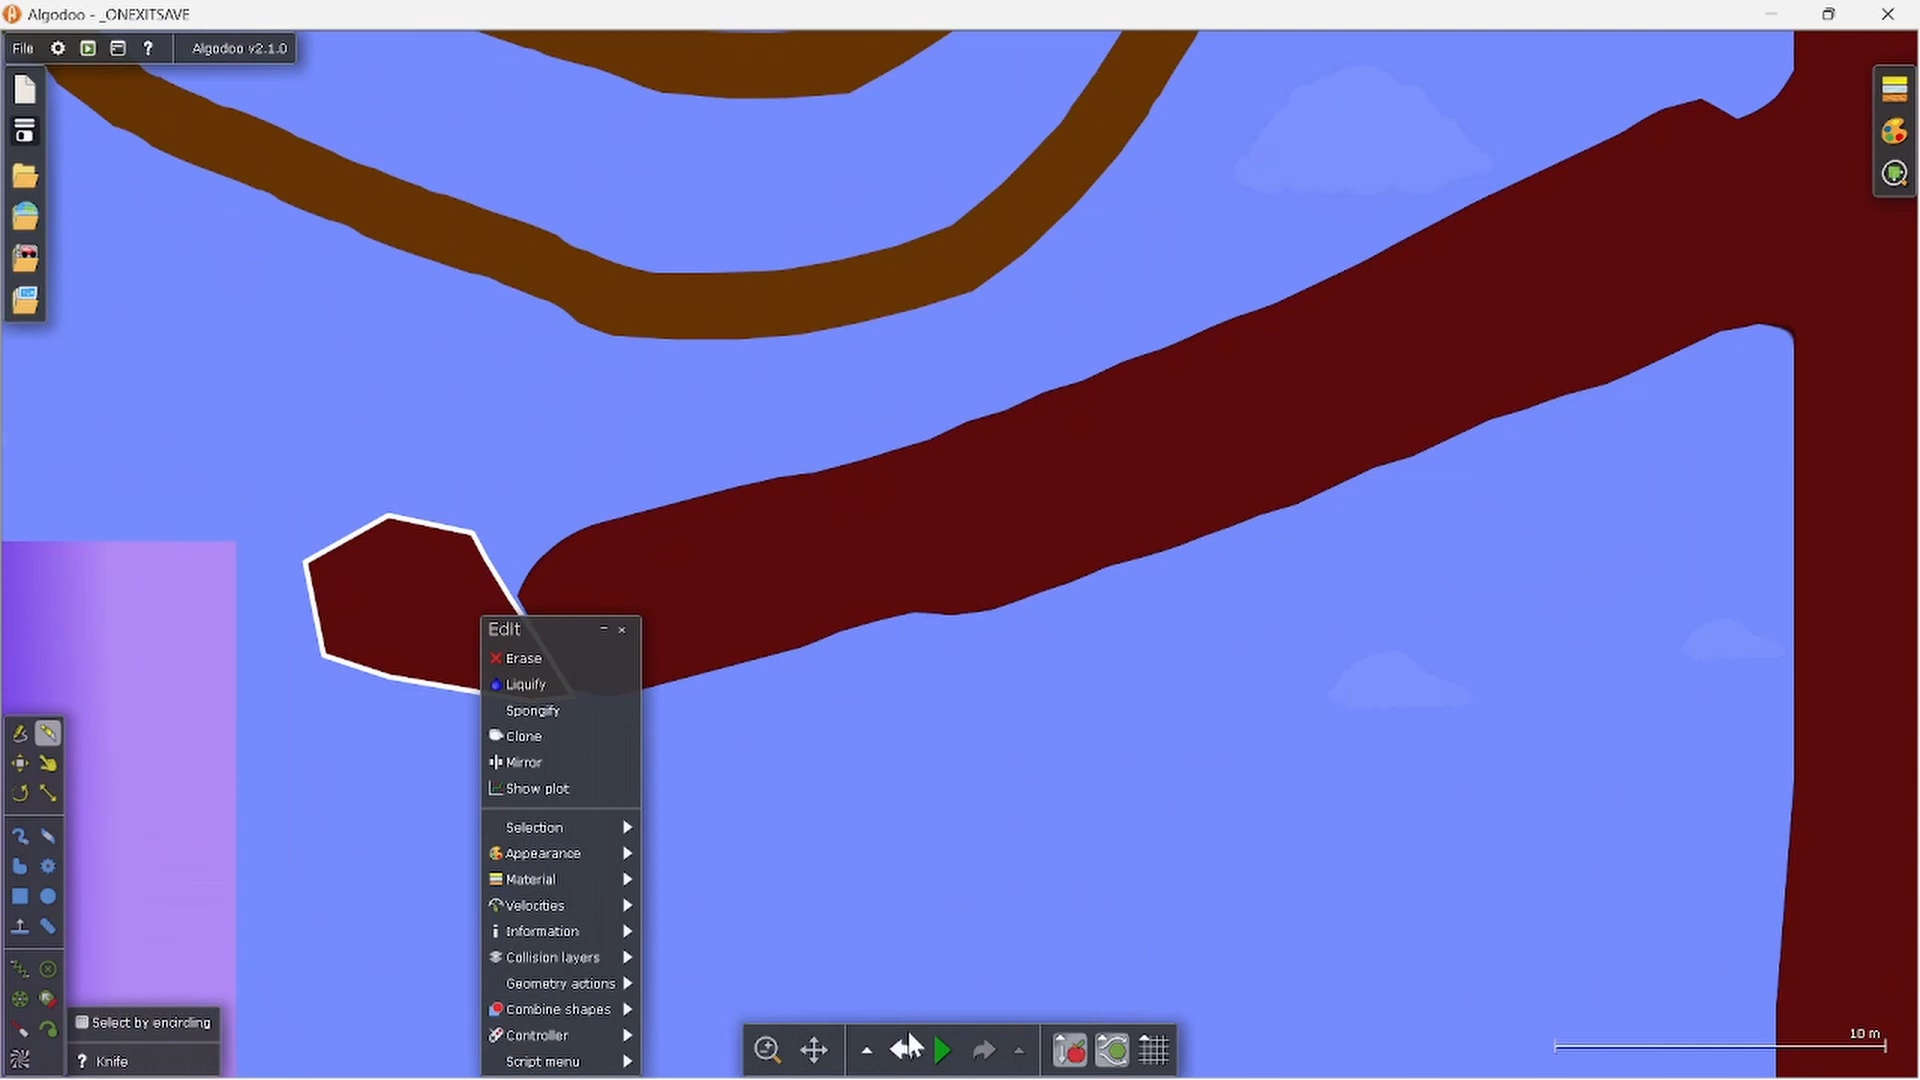 Algodoo - _ONEXITSAVE
File
?
Algodoo v2.1.0
Edit
Erase
Liquify
Spongify
Clone
Mirror
Show plot
Selection
Appearance
Material
Velocities
Information
Collision layers
Geometry actions
Combine shapes
Controller
Script menu
Select by encircling
? Knife
10 m